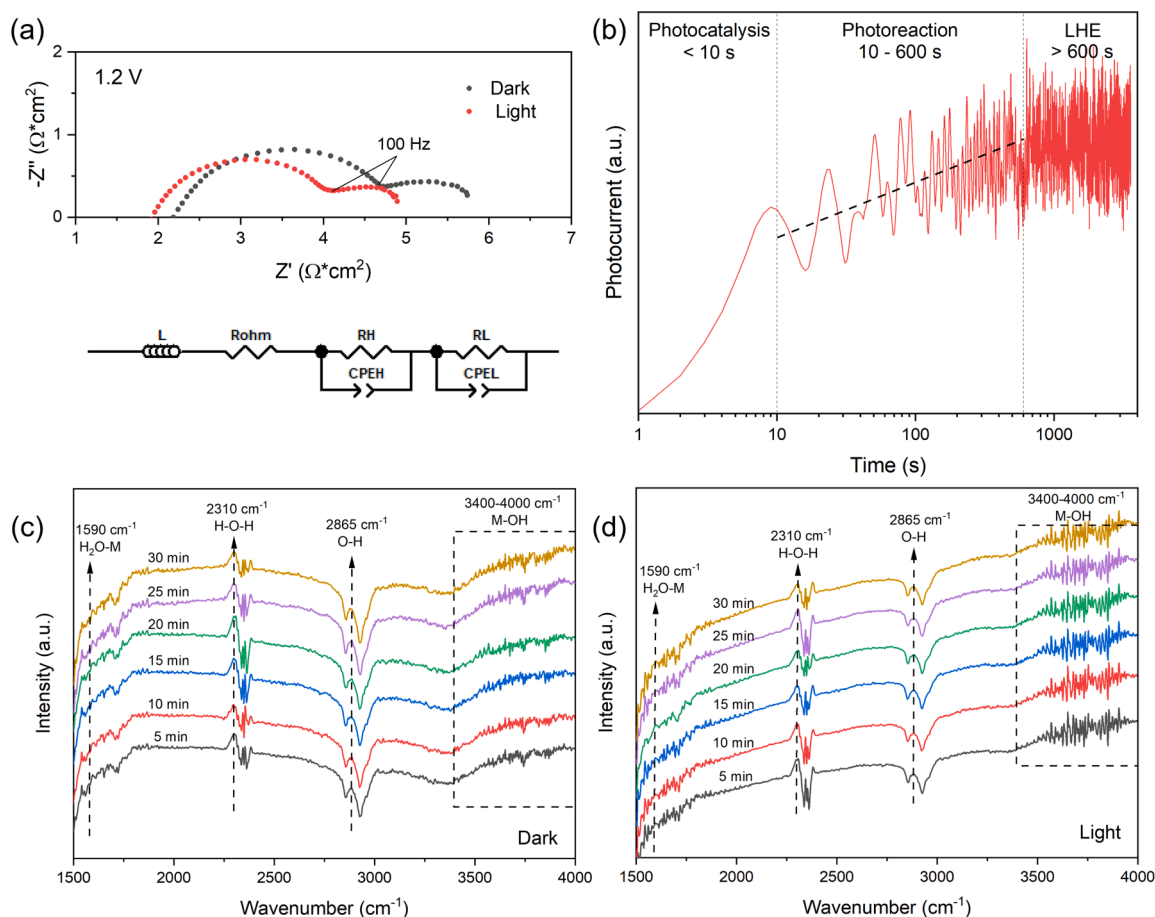 (a)
1.2 V
Dark
Light
100 Hz
-Z'' (Ω*cm²)
2
1
0
1
2
3
4
5
6
7
Z' (Ω*cm²)
L
Rohm
RH
RL
CPEH
CPEL
(b)
Photocatalysis
< 10 s
Photoreaction
10 - 600 s
LHE
> 600 s
Photocurrent (a.u.)
1
10
100
1000
Time (s)
(c)
1590 cm⁻¹
H₂O-M
2310 cm⁻¹
H-O-H
2865 cm⁻¹
O-H
3400-4000 cm⁻¹
M-OH
30 min
25 min
20 min
15 min
10 min
5 min
Dark
Intensity (a.u.)
1500
2000
2500
3000
3500
4000
Wavenumber (cm⁻¹)
(d)
1590 cm⁻¹
H₂O-M
2310 cm⁻¹
H-O-H
2865 cm⁻¹
O-H
3400-4000 cm⁻¹
M-OH
30 min
25 min
20 min
15 min
10 min
5 min
Light
Intensity (a.u.)
1500
2000
2500
3000
3500
4000
Wavenumber (cm⁻¹)